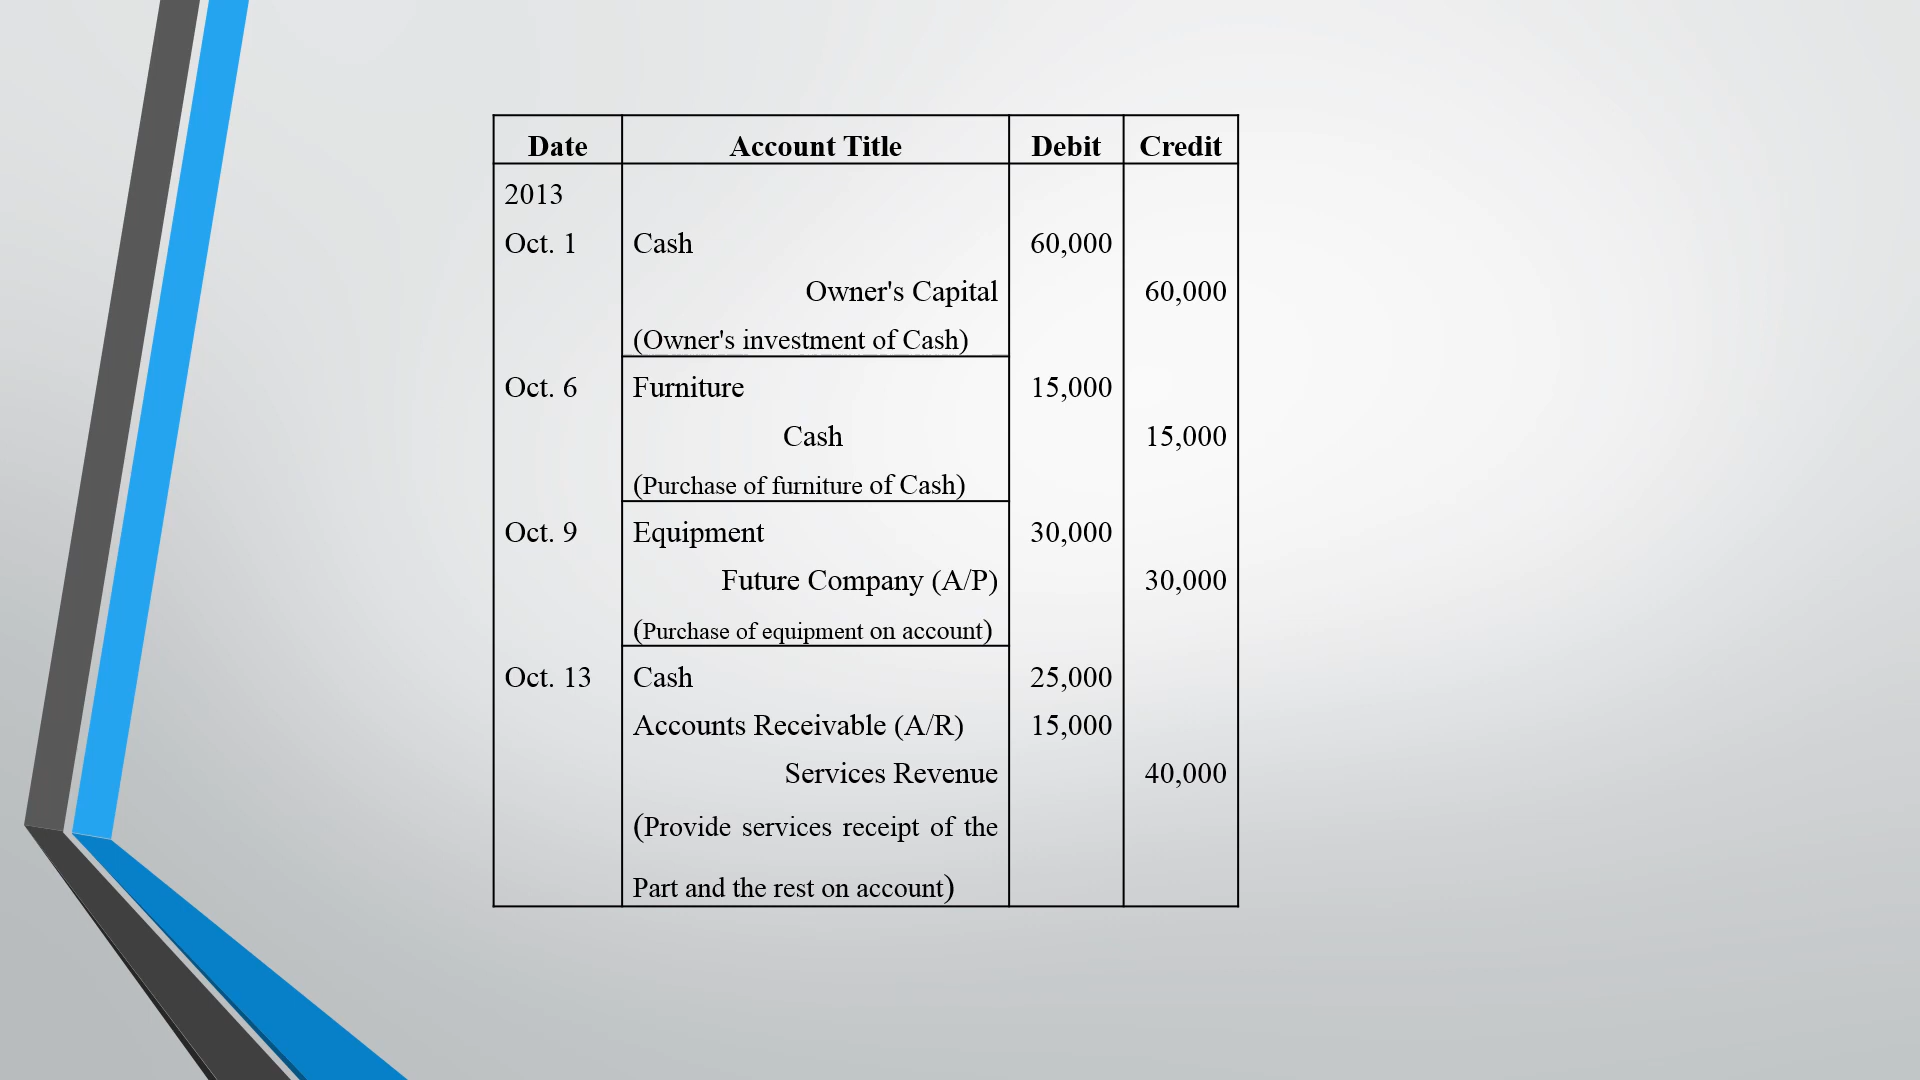 Date Account Title Debit Credit
2013
Oct. 1 Cash 60,000
Owner's Capital 60,000
(Owner's investment of Cash)
Oct. 6 Furniture 15,000
Cash 15,000
(Purchase of furniture of Cash)
Oct. 9 Equipment 30,000
Future Company (A/P) 30,000
(Purchase of equipment on account)
Oct. 13 Cash 25,000
Accounts Receivable (A/R) 15,000
Services Revenue 40,000
(Provide services receipt of the
Part and the rest on account)